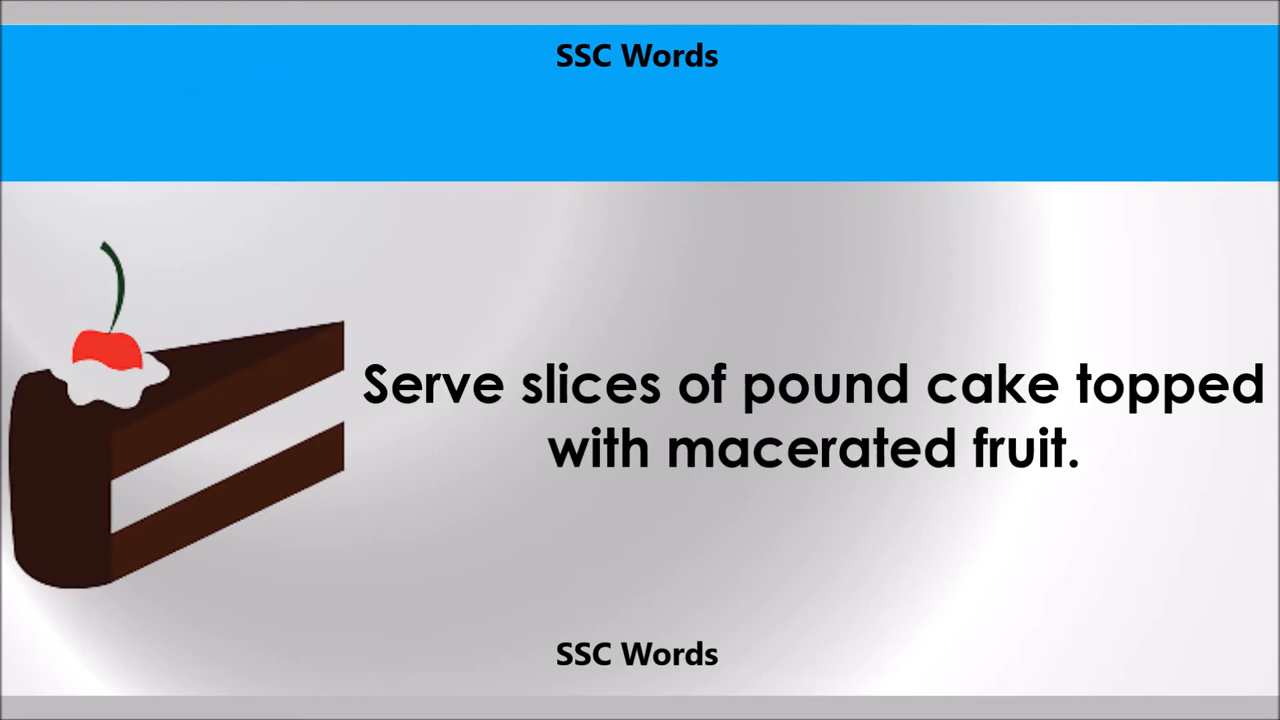 SSC Words
Serve slices of pound cake topped
with macerated fruit.
SSC Words